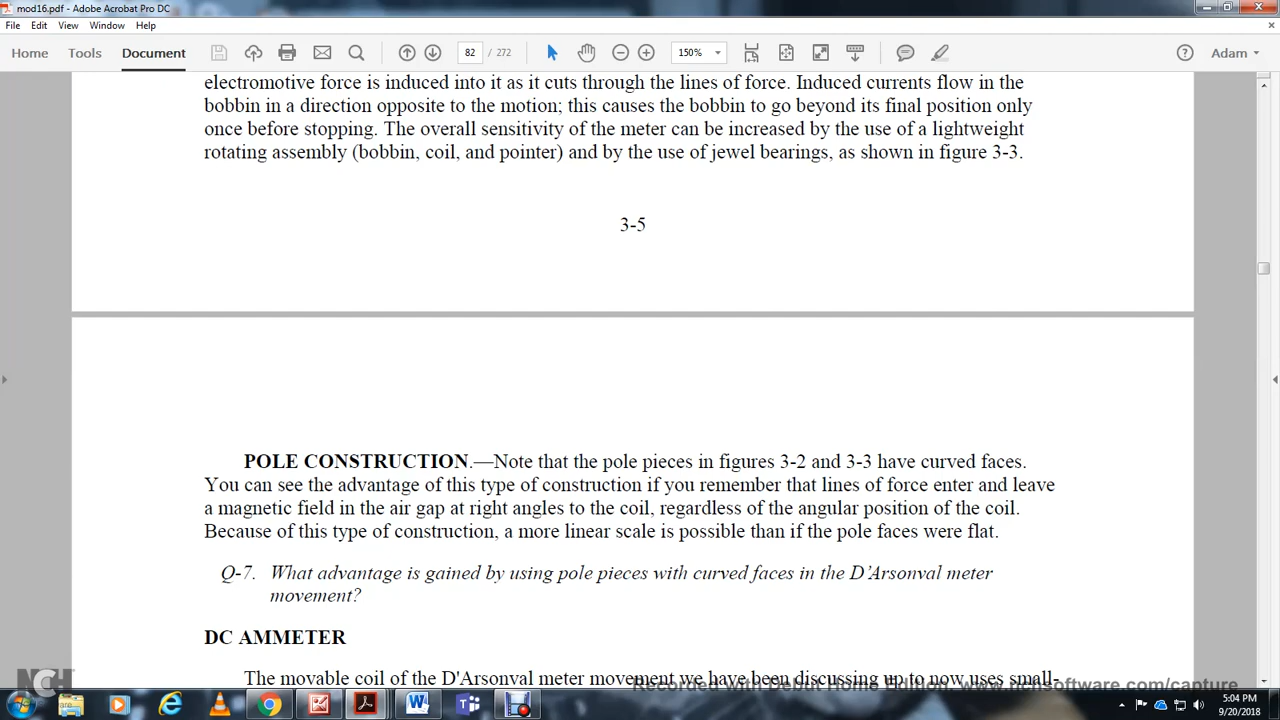 mod16.pdf - Adobe Acrobat Pro DC
File Edit View Window Help
Home Tools Document 82 / 272 150% Adam
electromotive force is induced into it as it cuts through the lines of force. Induced currents flow in the
bobbin in a direction opposite to the motion; this causes the bobbin to go beyond its final position only
once before stopping. The overall sensitivity of the meter can be increased by the use of a lightweight
rotating assembly (bobbin, coil, and pointer) and by the use of jewel bearings, as shown in figure 3-3.
3-5
POLE CONSTRUCTION.—Note that the pole pieces in figures 3-2 and 3-3 have curved faces.
You can see the advantage of this type of construction if you remember that lines of force enter and leave
a magnetic field in the air gap at right angles to the coil, regardless of the angular position of the coil.
Because of this type of construction, a more linear scale is possible than if the pole faces were flat.
Q-7. What advantage is gained by using pole pieces with curved faces in the D’Arsonval meter
movement?
DC AMMETER
The movable coil of the D'Arsonval meter movement we have been discussing up to now uses small-
Recorded with Debut Home Edition. www.nchsoftware.com/capture
NCH
5:04 PM
9/20/2018